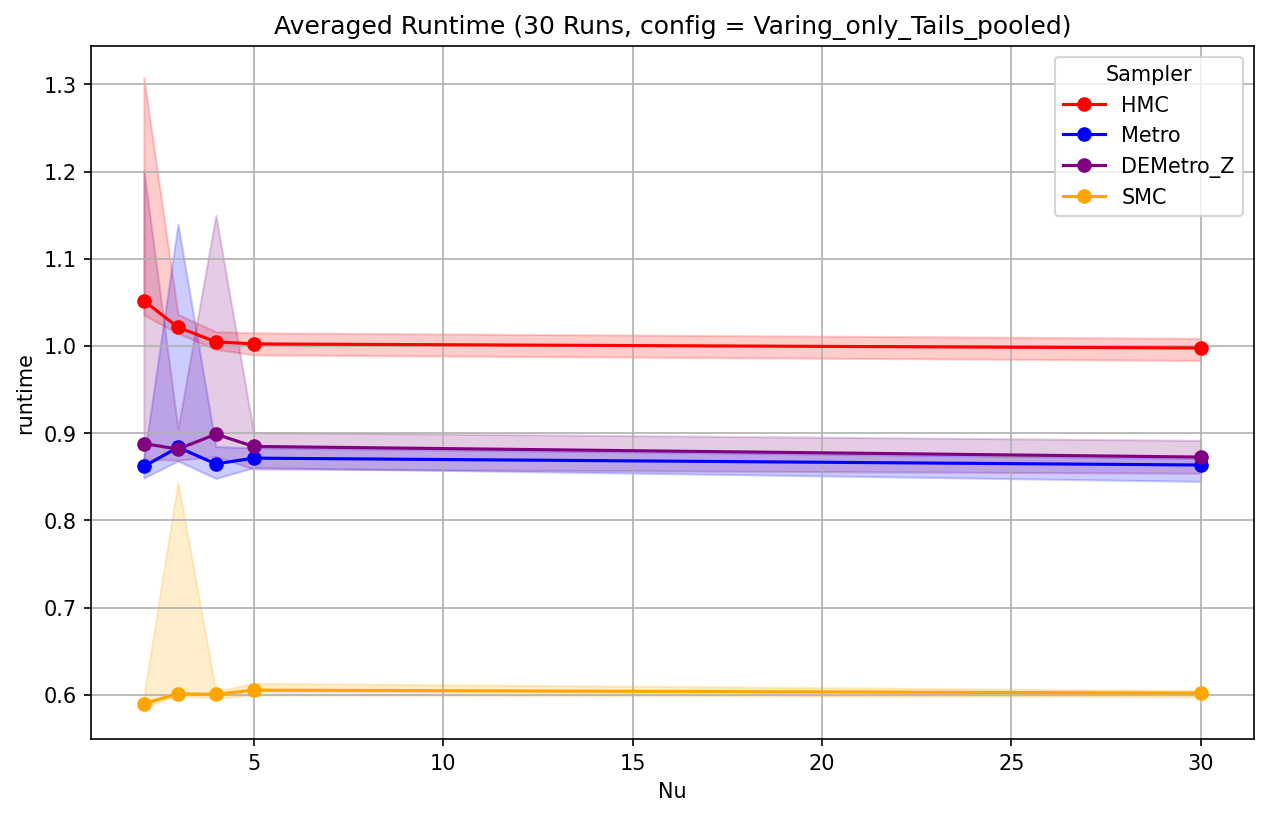 Averaged Runtime (30 Runs, config = Varing_only_Tails_pooled)
Sampler
HMC
Metro
DEMetro_Z
SMC
runtime
1.3
1.2
1.1
1.0
0.9
0.8
0.7
0.6
5
10
15
20
25
30
Nu